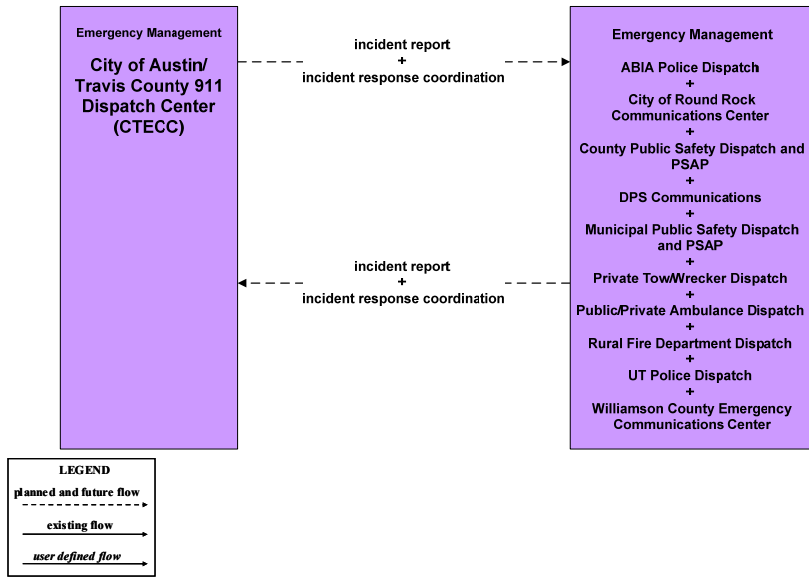 Emergency Management
City of Austin/
Travis County 911
Dispatch Center
(CTECC)
incident report
+
incident response coordination
incident report
+
incident response coordination
Emergency Management
ABIA Police Dispatch
+
City of Round Rock
Communications Center
+
County Public Safety Dispatch and
PSAP
+
DPS Communications
+
Municipal Public Safety Dispatch
and PSAP
+
Private Tow/Wrecker Dispatch
+
Public/Private Ambulance Dispatch
+
Rural Fire Department Dispatch
+
UT Police Dispatch
+
Williamson County Emergency
Communications Center
LEGEND
planned and future flow
existing flow
user defined flow